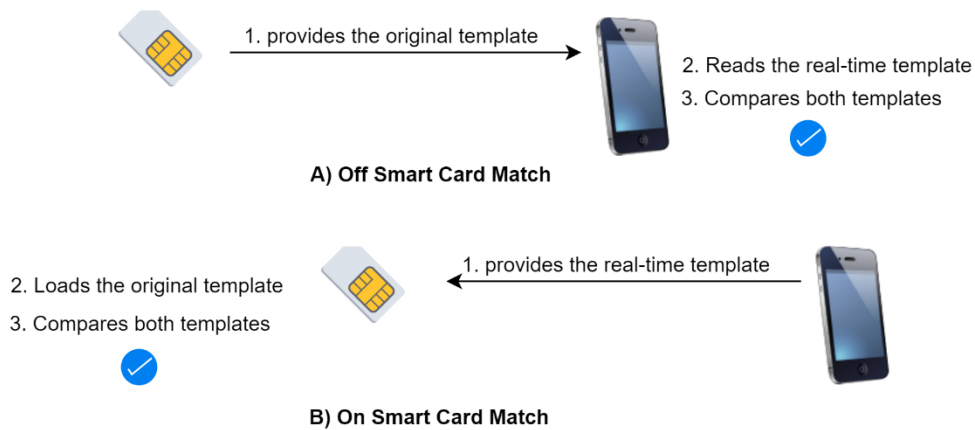 1. provides the original template
2. Reads the real-time template
3. Compares both templates
A) Off Smart Card Match
1. provides the real-time template
2. Loads the original template
3. Compares both templates
B) On Smart Card Match